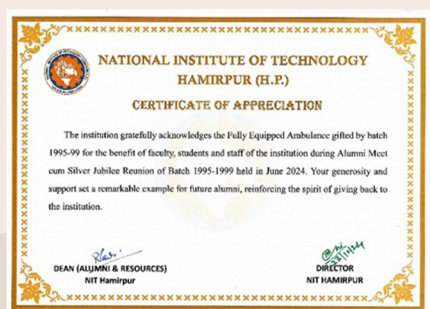 NATIONAL INSTITUTE OF TECHNOLOGY
HAMIRPUR (H.P.)
CERTIFICATE OF APPRECIATION
The institution gratefully acknowledges the Fully Equipped Ambulance gifted by batch
1995-99 for the benefit of faculty, students and staff of the institution during Alumni Meet
cum Silver Jubilee Reunion of Batch 1995-1999 held in June 2024. Your generosity and
support set a remarkable example for future alumni, reinforcing the spirit of giving back to
the institution.
DEAN (ALUMNI & RESOURCES)
NIT Hamirpur
DIRECTOR
NIT HAMIRPUR